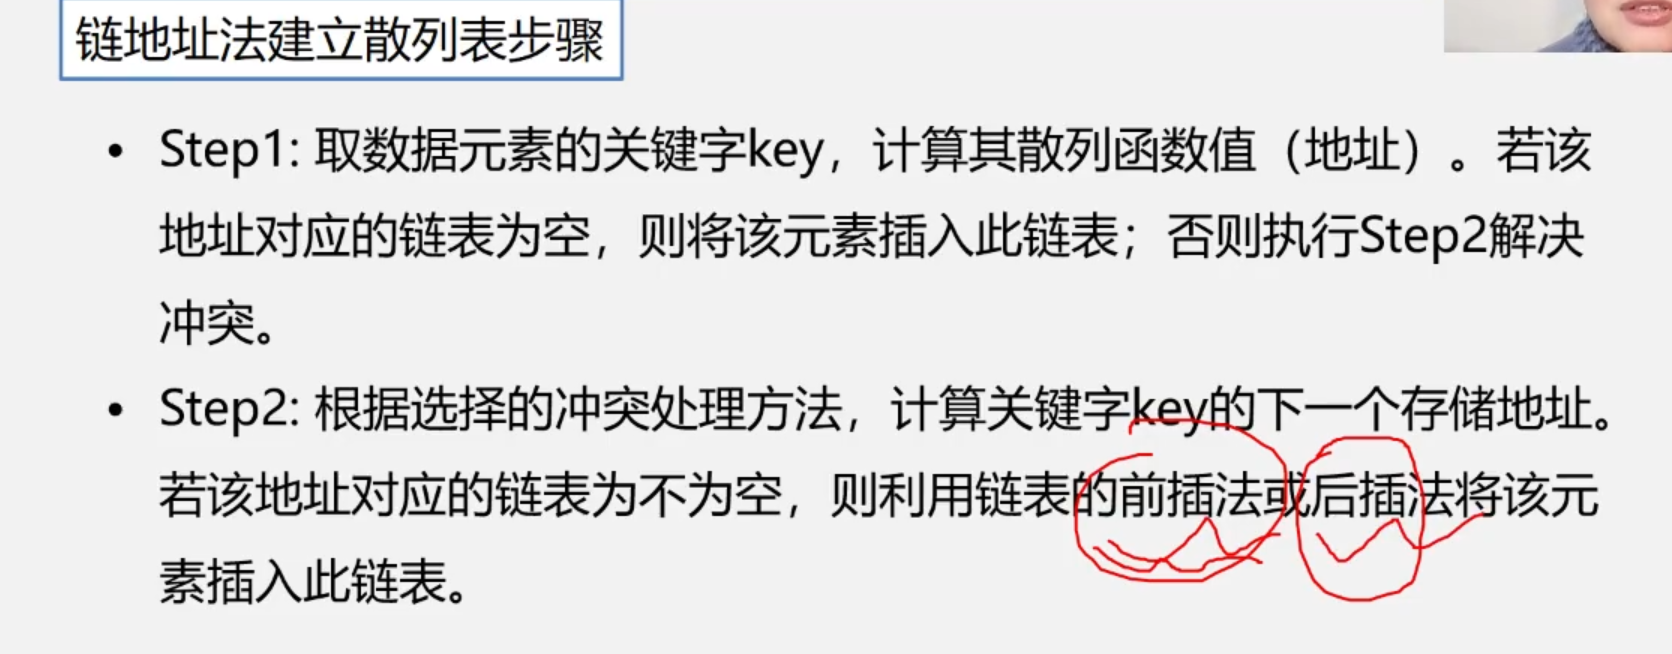 链地址法建立散列表步骤
• Step1: 取数据元素的关键字key，计算其散列函数值（地址）。若该
地址对应的链表为空，则将该元素插入此链表；否则执行Step2解决
冲突。
• Step2: 根据选择的冲突处理方法，计算关键字key的下一个存储地址。
若该地址对应的链表为不为空，则利用链表的前插法或后插法将该元
素插入此链表。